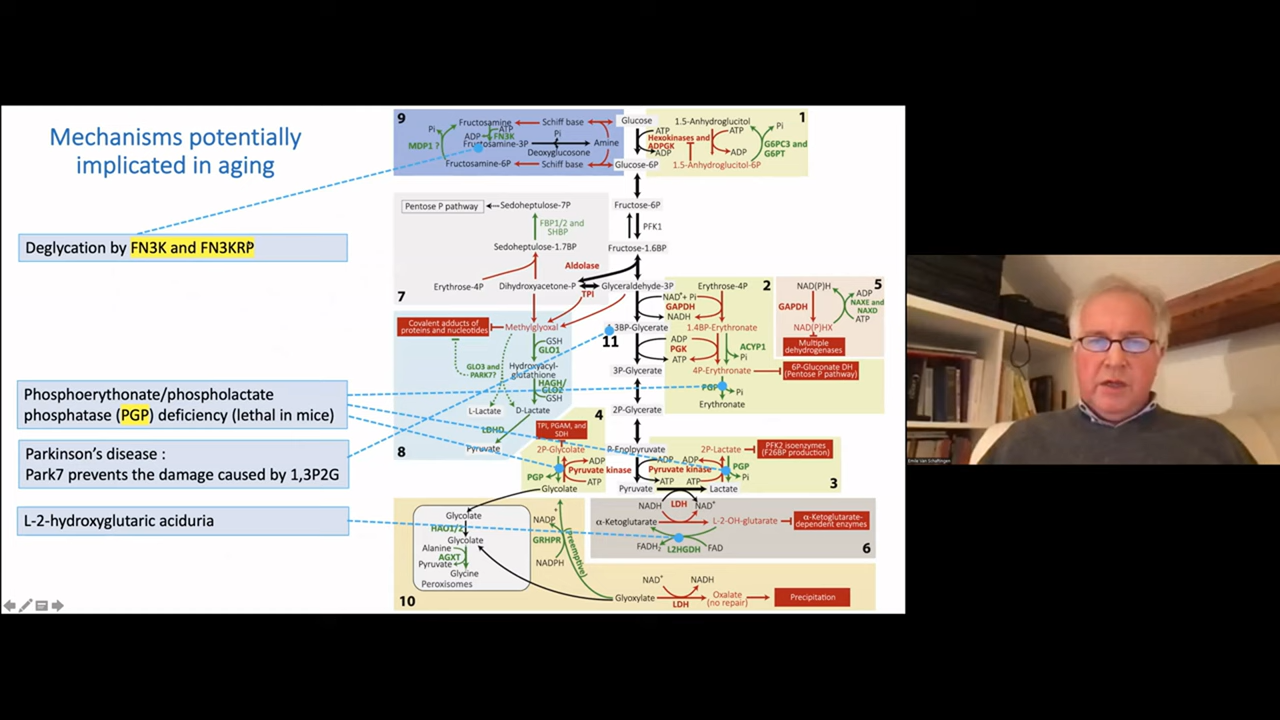 Mechanisms potentially
implicated in aging
Deglycation by FN3K and FN3KRP
Phosphoerythonate/phospholactate
phosphatase (PGP) deficiency (lethal in mice)
Parkinson's disease :
Park7 prevents the damage caused by 1,3P2G
L-2-hydroxyglutaric aciduria
9
Fructosamine
Schiff base
Pi
ADP
ATP
FN3K
Fructosamine-3P
Pi
Deoxyglucosone
Amine
MDP1 ?
Fructosamine-6P
Schiff base
Glucose
ATP
Hexokinases and
ADPGK
ADP
Glucose-6P
1
1.5-Anhydroglucitol
ATP
ADP
Pi
G6PC3 and
G6PT
1.5-Anhydroglucitol-6P
Fructose-6P
PFK1
Fructose-1.6BP
Pentose P pathway
Sedoheptulose-7P
FBP1/2 and
SHBP
Sedoheptulose-1.7BP
Aldolase
Erythrose-4P
Dihydroxyacetone-P
TPI
Glyceraldehyde-3P
7
2
Erythrose-4P
NAD⁺+ Pi
GAPDH
NADH
1.3BP-Glycerate
1.4BP-Erythronate
11
ADP
PGK
ATP
ACYP1
Pi
3P-Glycerate
4P-Erythronate
6P-Gluconate DH
(Pentose P pathway)
PGP
Pi
Erythronate
5
NAD(P)H
ADP
GAPDH
NAXE and
NAXD
ATP
NAD(P)HX
Multiple
dehydrogenases
Covalent adducts of
proteins and nucleotides
Methylglyoxal
GSH
GLO1
GLO3 and
PARK7?
Hydroxyacyl-
glutathione
HAGH/
GLO2
GSH
L-Lactate
D-Lactate
LDHD
Pyruvate
8
2P-Glycerate
4
TPI, PGAM, and
SDH
2P-Glycolate
ADP
Pyruvate kinase
PGP
Pi
ATP
Glycolate
P-Enolpyruvate
ADP
ADP
Pyruvate kinase
ATP
ATP
Pyruvate
Lactate
2P-Lactate
PGP
Pi
PFK2 isoenzymes
(F26BP production)
3
NADH
LDH
NAD⁺
α-Ketoglutarate
L-2-OH-glutarate
α-Ketoglutarate-
dependent enzymes
FADH₂
L2HGDH
FAD
6
Glycolate
HAO1/2
Glycolate
Alanine
AGXT
Pyruvate
Glycine
Peroxisomes
NADP⁺
GRHPR
NADPH
(Preemptive)
Glyoxylate
NAD⁺
NADH
LDH
Oxalate
(no repair)
Precipitation
10
Emile Van Schaftingen